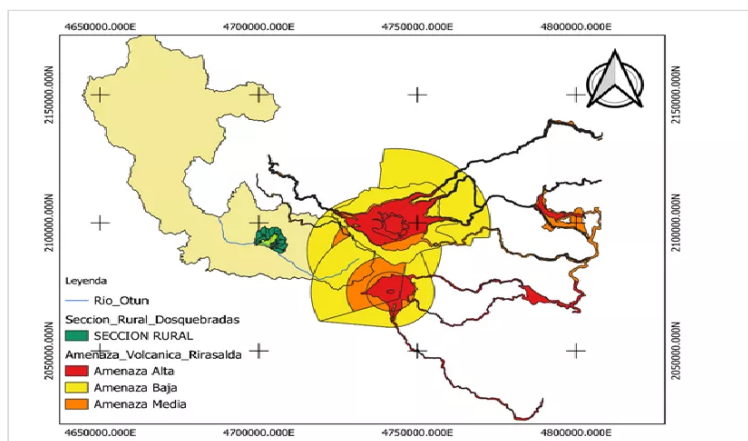 4650000.000E 4700000.000E 4750000.000E 4800000.000E
2150000.000N 2150000.000N
2100000.000N 2100000.000N
2050000.000N 2050000.000N
Leyenda
Rio_Otun
Seccion_Rural_Dosquebradas
SECCION RURAL
Amenaza_Volcanica_Rirasalda
Amenaza Alta
Amenaza Baja
Amenaza Media
4650000.000E 4700000.000E 4750000.000E 4800000.000E